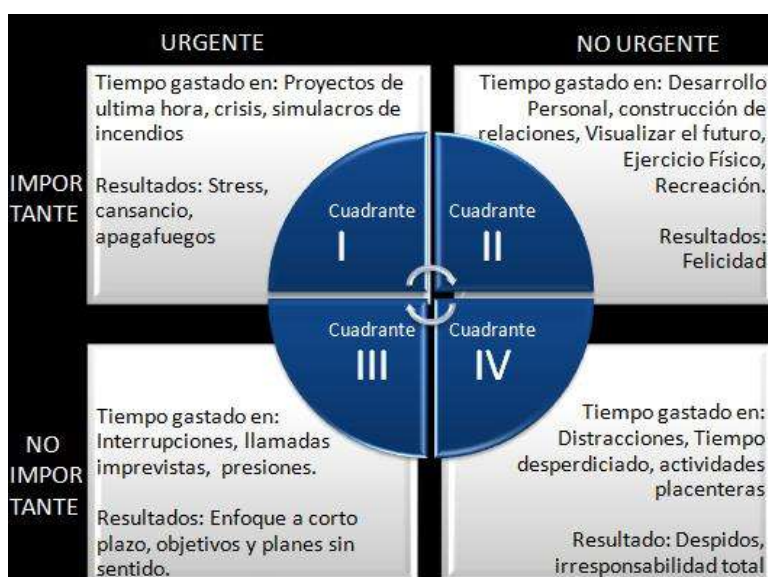 URGENTE
NO URGENTE
IMPOR
TANTE
Tiempo gastado en: Proyectos de
ultima hora, crisis, simulacros de
incendios
Resultados: Stress,
cansancio,
apagafuegos
Tiempo gastado en: Desarrollo
Personal, construcción de
relaciones, Visualizar el futuro,
Ejercicio Físico,
Recreación.
Resultados:
Felicidad
Cuadrante
I
Cuadrante
II
Cuadrante
III
Cuadrante
IV
NO
IMPOR
TANTE
Tiempo gastado en:
Interrupciones, llamadas
imprevistas, presiones.
Resultados: Enfoque a corto
plazo, objetivos y planes sin
sentido.
Tiempo gastado en:
Distracciones, Tiempo
desperdiciado, actividades
placenteras
Resultado: Despidos,
irresponsabilidad total